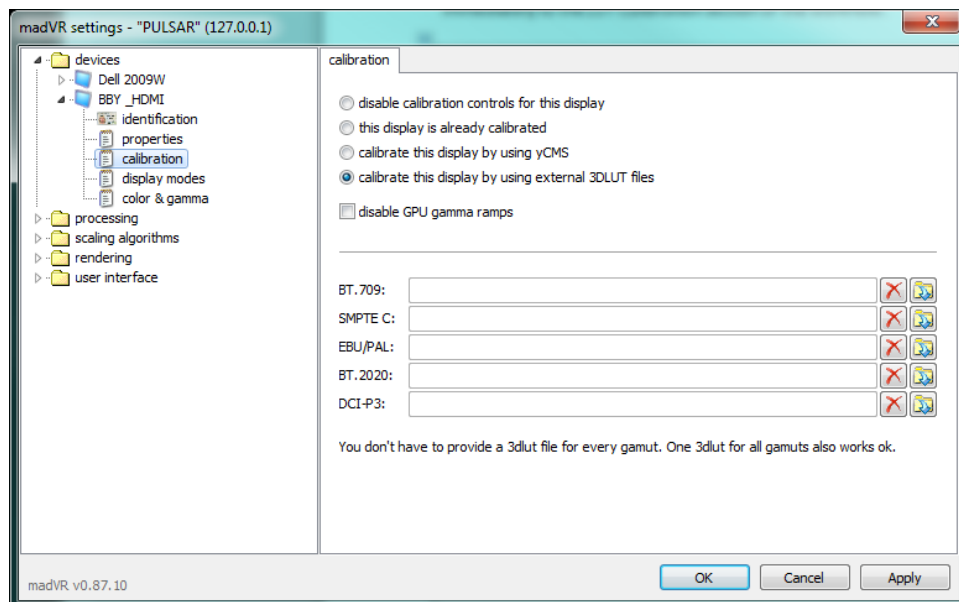 madVR settings - "PULSAR" (127.0.0.1)
devices
Dell 2009W
BBY _HDMI
identification
properties
calibration
display modes
color & gamma
processing
scaling algorithms
rendering
user interface
calibration
disable calibration controls for this display
this display is already calibrated
calibrate this display by using yCMS
calibrate this display by using external 3DLUT files
disable GPU gamma ramps
BT.709:
SMPTE C:
EBU/PAL:
BT.2020:
DCI-P3:
You don't have to provide a 3dlut file for every gamut. One 3dlut for all gamuts also works ok.
madVR v0.87.10
OK
Cancel
Apply